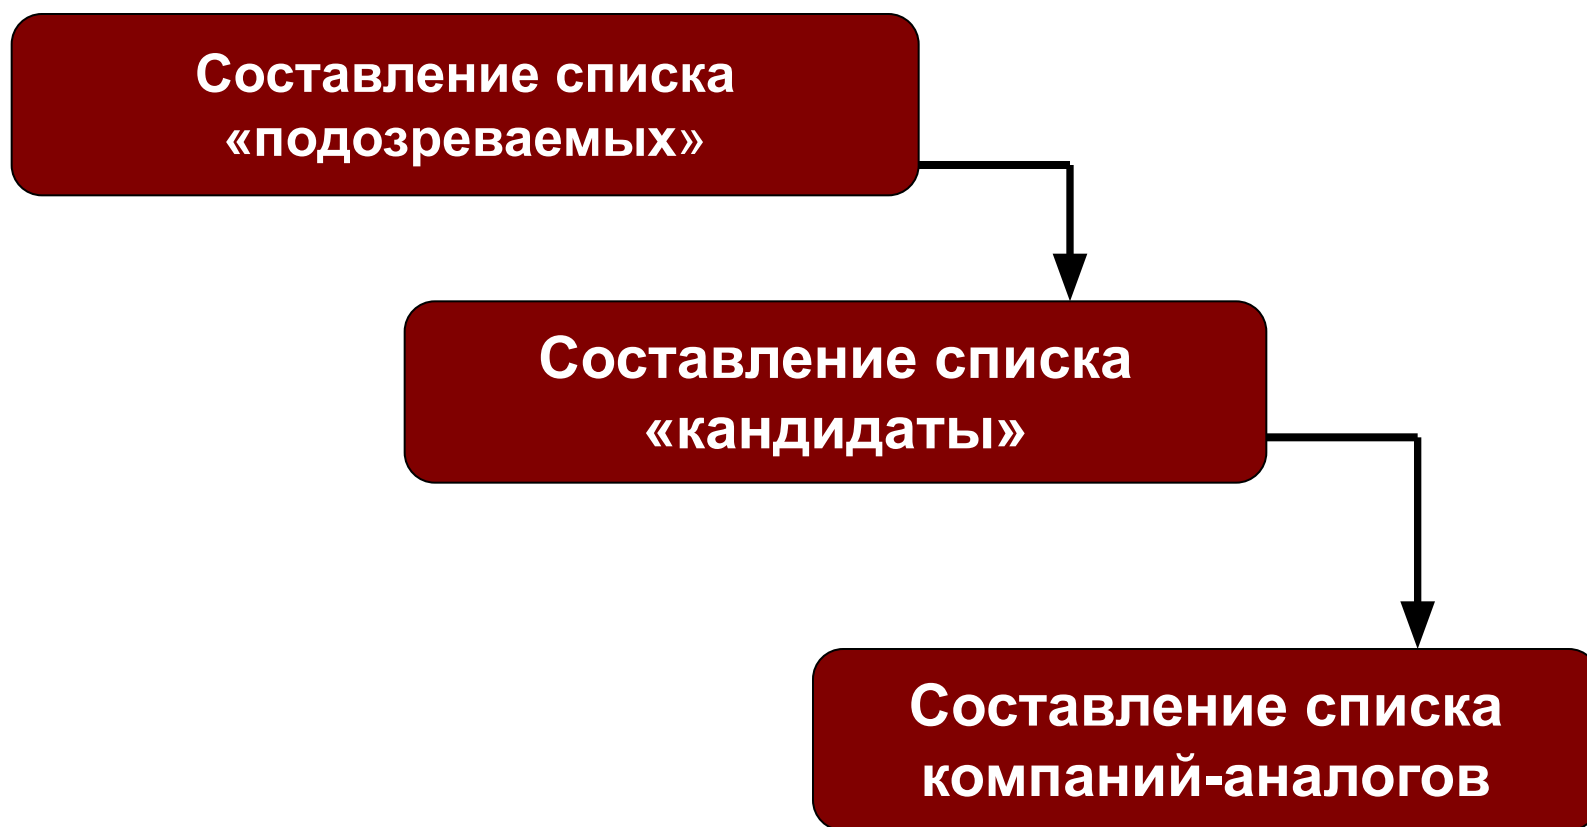 Составление списка
«подозреваемых»
Составление списка
«кандидаты»
Составление списка
компаний-аналогов